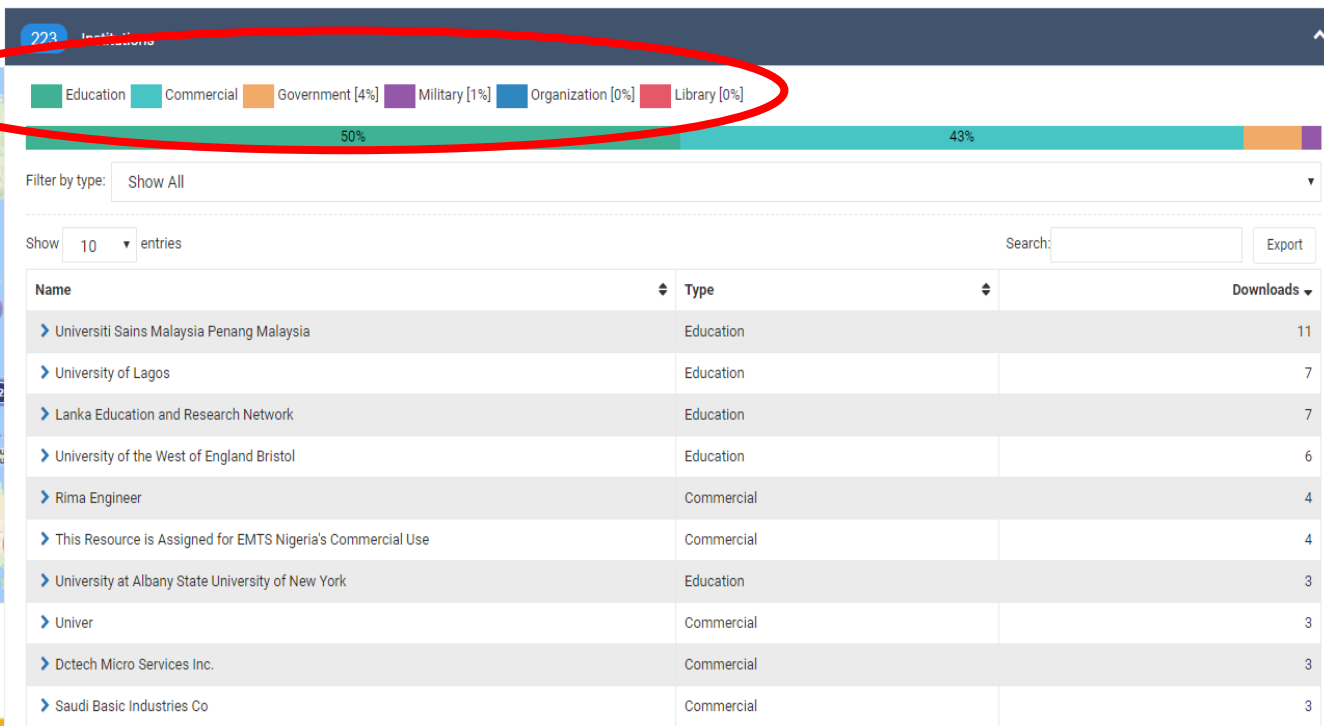 223 Institutions
Education Commercial Government [4%] Military [1%] Organization [0%] Library [0%]
50% 43%
Filter by type: Show All
Show 10 entries Search: Export
Name Type Downloads
Universiti Sains Malaysia Penang Malaysia Education 11
University of Lagos Education 7
Lanka Education and Research Network Education 7
University of the West of England Bristol Education 6
Rima Engineer Commercial 4
This Resource is Assigned for EMTS Nigeria's Commercial Use Commercial 4
University at Albany State University of New York Education 3
Univer Commercial 3
Dctech Micro Services Inc. Commercial 3
Saudi Basic Industries Co Commercial 3